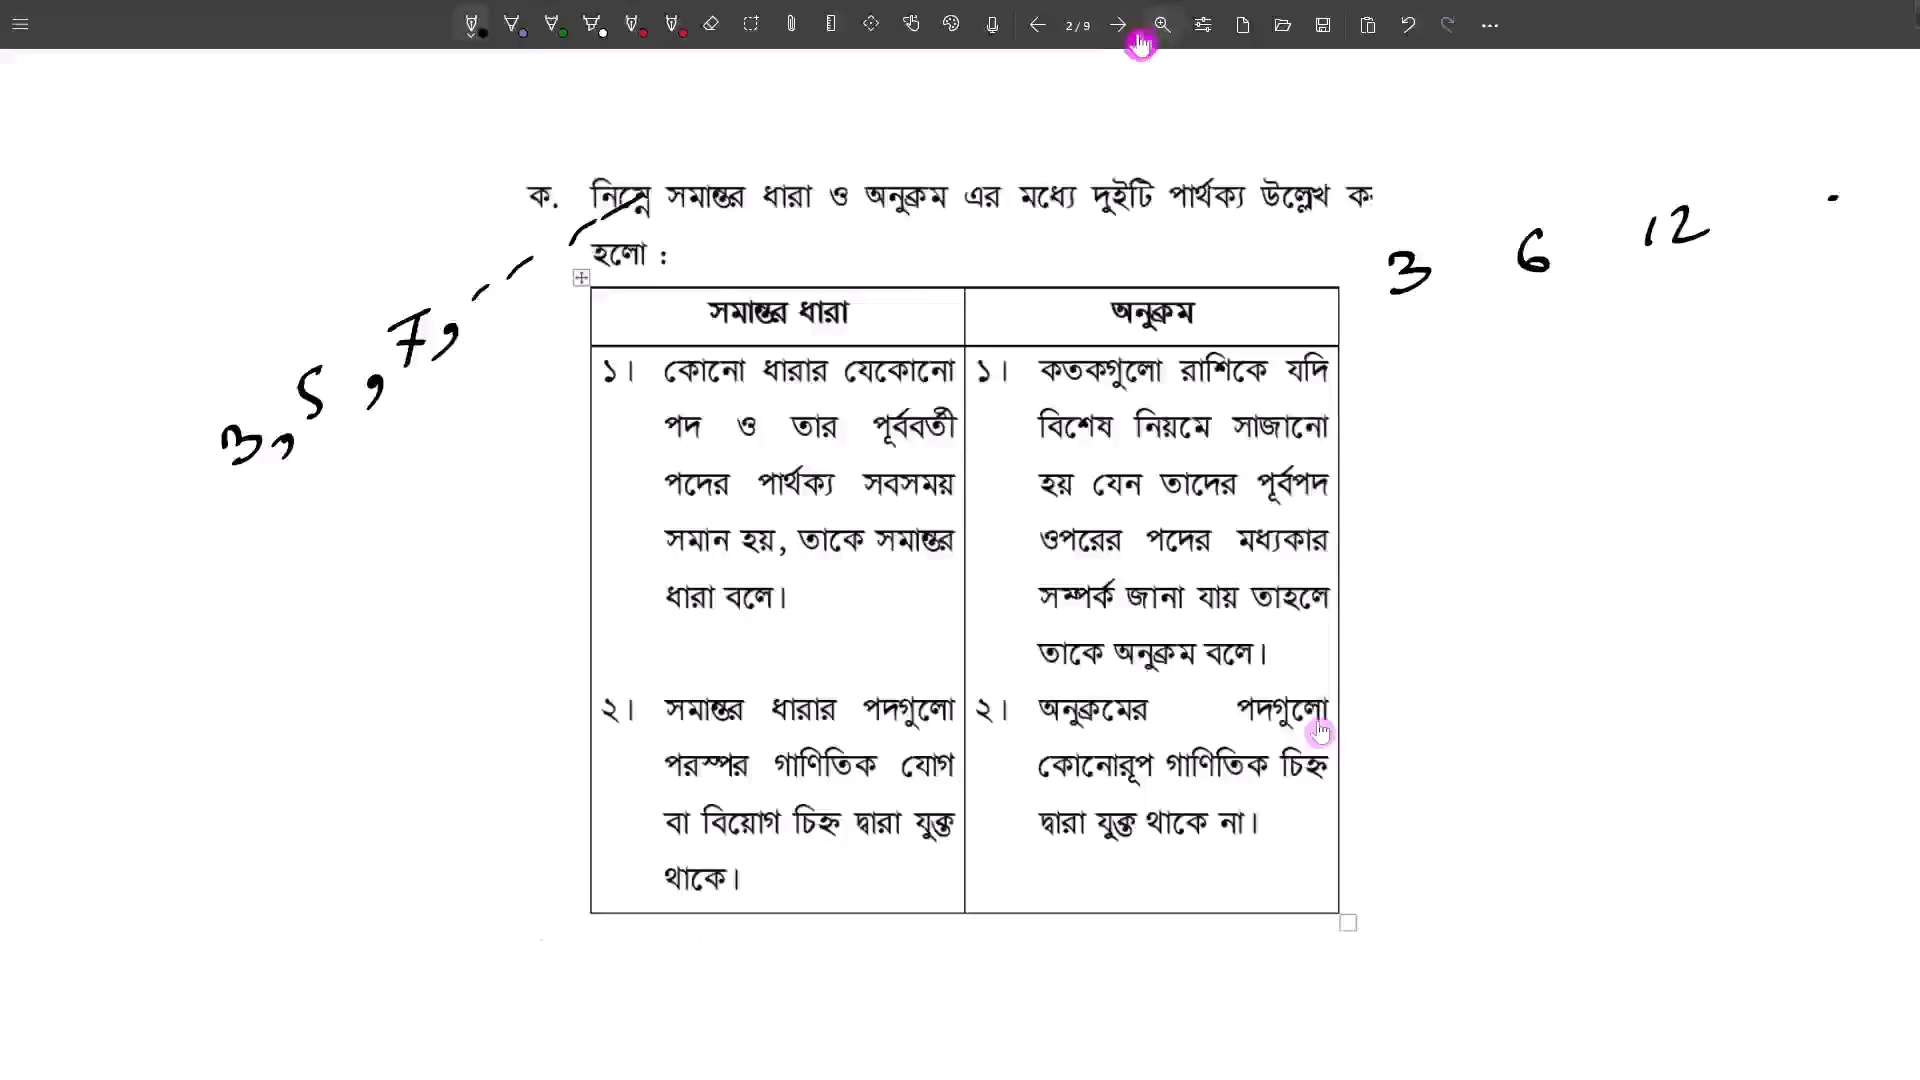 2/9
ক. নিম্নে সমান্তর ধারা ও অনুক্রম এর মধ্যে দুইটি পার্থক্য উল্লেখ ক
হলো :
3 6 12
3, 5, 7,
সমান্তর ধারা
১। কোনো ধারার যেকোনো
পদ ও তার পূর্ববর্তী
পদের পার্থক্য সবসময়
সমান হয়, তাকে সমান্তর
ধারা বলে।
২। সমান্তর ধারার পদগুলো
পরস্পর গাণিতিক যোগ
বা বিয়োগ চিহ্ন দ্বারা যুক্ত
থাকে।
অনুক্রম
১। কতকগুলো রাশিকে যদি
বিশেষ নিয়মে সাজানো
হয় যেন তাদের পূর্বপদ
ওপরের পদের মধ্যকার
সম্পর্ক জানা যায় তাহলে
তাকে অনুক্রম বলে।
২। অনুক্রমের পদগুলো
কোনোরূপ গাণিতিক চিহ্ন
দ্বারা যুক্ত থাকে না।